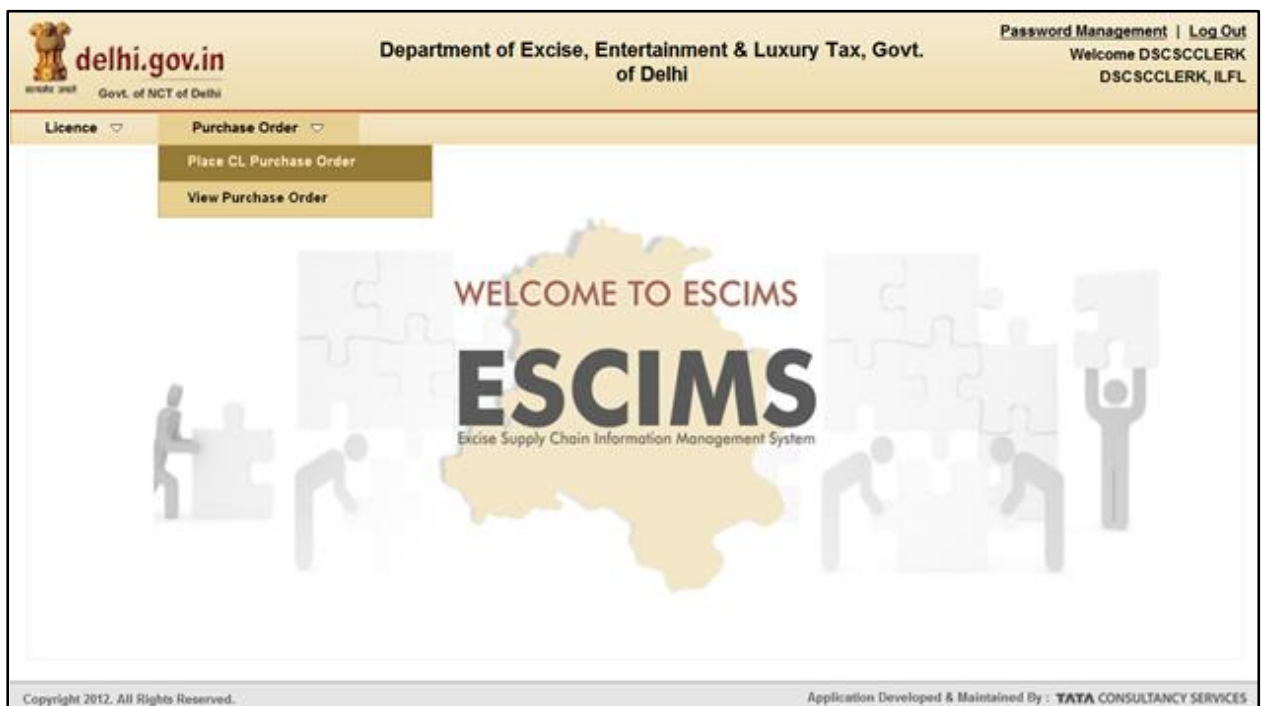 delhi.gov.in
Govt. of NCT of Delhi
Department of Excise, Entertainment & Luxury Tax, Govt.
of Delhi
Password Management | Log Out
Welcome DSCSCCLERK
DSCSCCLERK, ILFL
Licence
Purchase Order
Place CL Purchase Order
View Purchase Order
WELCOME TO ESCIMS
ESCIMS
Excise Supply Chain Information Management System
Copyright 2012. All Rights Reserved.
Application Developed & Maintained By : TATA CONSULTANCY SERVICES